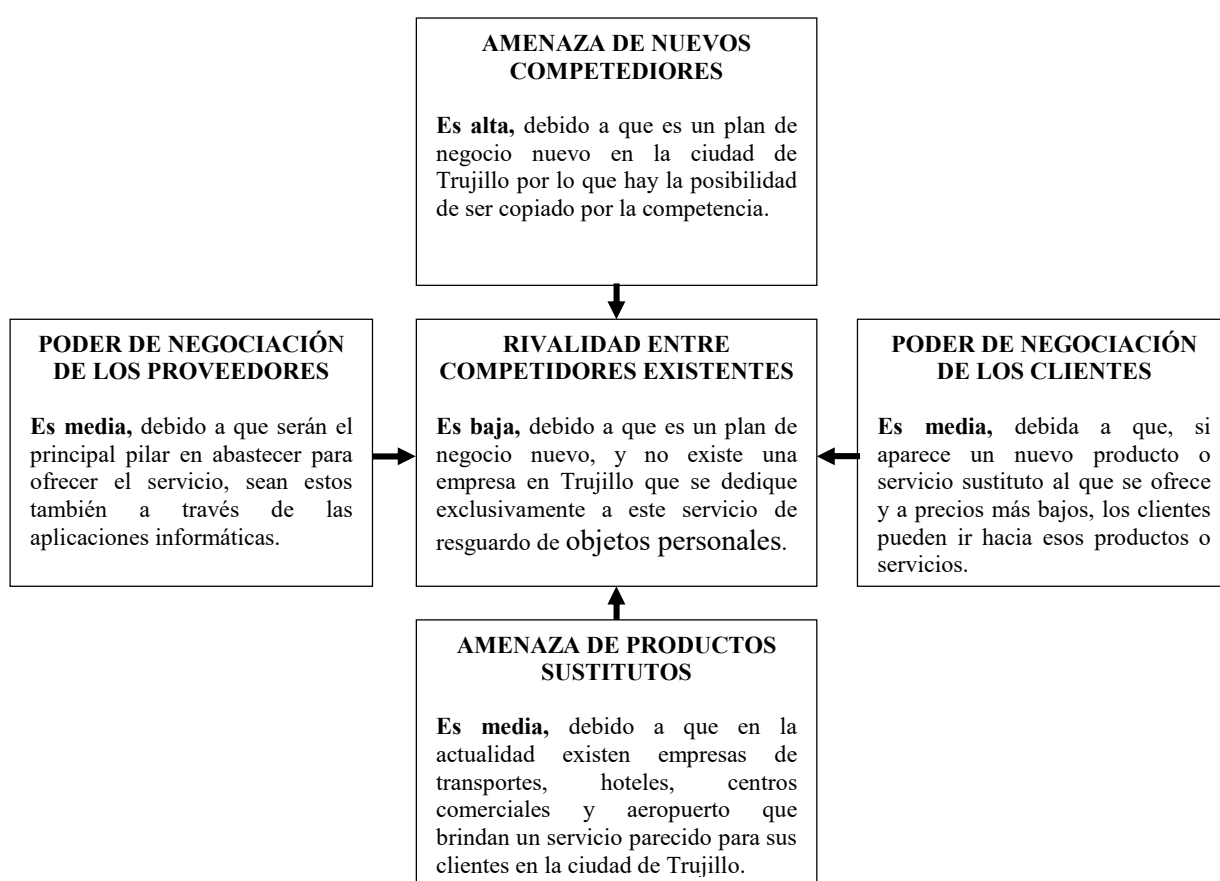 AMENAZA DE NUEVOS
COMPETEDIORES
Es alta, debido a que es un plan de
negocio nuevo en la ciudad de
Trujillo por lo que hay la posibilidad
de ser copiado por la competencia.
PODER DE NEGOCIACIÓN
DE LOS PROVEEDORES
Es media, debido a que serán el
principal pilar en abastecer para
ofrecer el servicio, sean estos
también a través de las
aplicaciones informáticas.
RIVALIDAD ENTRE
COMPETIDORES EXISTENTES
Es baja, debido a que es un plan de
negocio nuevo, y no existe una
empresa en Trujillo que se dedique
exclusivamente a este servicio de
resguardo de objetos personales.
PODER DE NEGOCIACIÓN
DE LOS CLIENTES
Es media, debida a que, si
aparece un nuevo producto o
servicio sustituto al que se ofrece
y a precios más bajos, los clientes
pueden ir hacia esos productos o
servicios.
AMENAZA DE PRODUCTOS
SUSTITUTOS
Es media, debido a que en la
actualidad existen empresas de
transportes, hoteles, centros
comerciales y aeropuerto que
brindan un servicio parecido para sus
clientes en la ciudad de Trujillo.